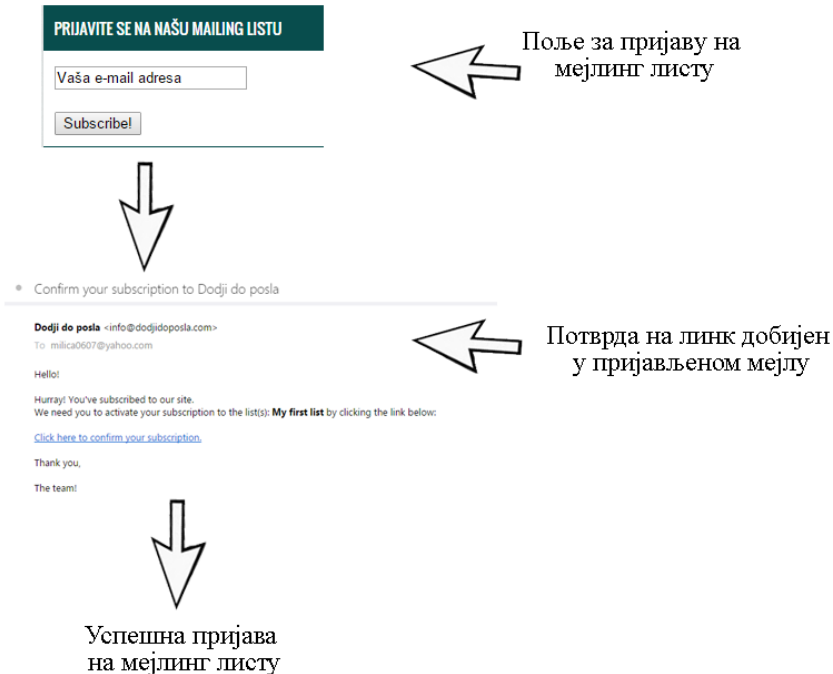 PRIJAVITE SE NA NAŠU MAILING LISTU
Поље за пријаву на
мејлинг листу
Vaša e-mail adresa
Subscribe!
Confirm your subscription to Dodji do posla
Dodji do posla <info@dodjidoposla.com>
To milica0607@yahoo.com
Потврда на линк добијен
у пријављеном мејлу
Hello!
Hurray! You've subscribed to our site.
We need you to activate your subscription to the list(s): My first list by clicking the link below:
Click here to confirm your subscription.
Thank you,
The team!
Успешна пријава
на мејлинг листу